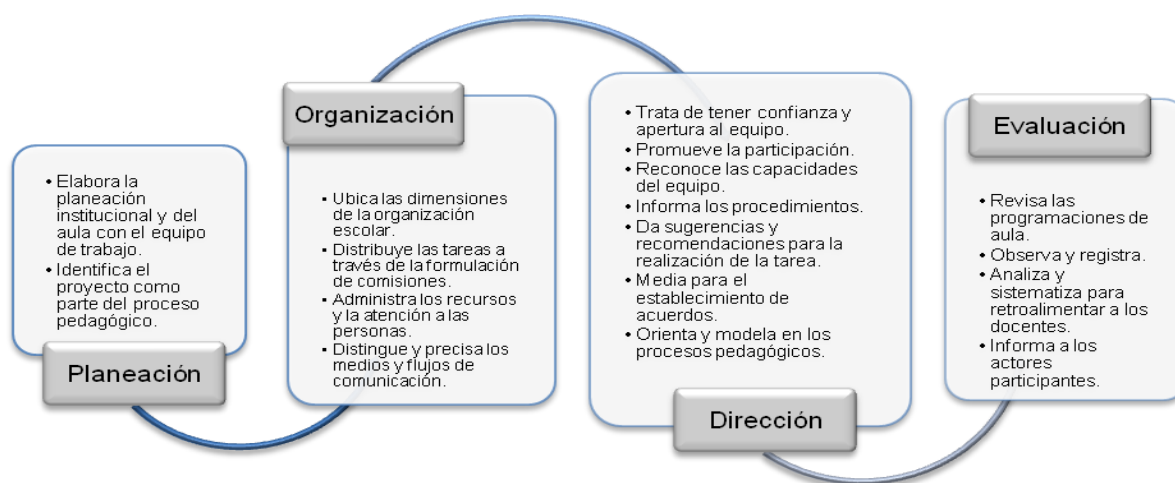 • Elabora la
planeación
institucional y del
aula con el equipo
de trabajo.
• Identifica el
proyecto como
parte del proceso
pedagógico.
Planeación
Organización
• Ubica las dimensiones
de la organización
escolar.
• Distribuye las tareas a
través de la formulación
de comisiones.
• Administra los recursos
y la atención a las
personas.
• Distingue y precisa los
medios y flujos de
comunicación.
• Trata de tener confianza y
apertura al equipo.
• Promueve la participación.
• Reconoce las capacidades
del equipo.
• Informa los procedimientos.
• Da sugerencias y
recomendaciones para la
realización de la tarea.
• Media para el
establecimiento de
acuerdos.
• Orienta y modela en los
procesos pedagógicos.
Dirección
Evaluación
• Revisa las
programaciones de
aula.
• Observa y registra.
• Analiza y
sistematiza para
retroalimentar a los
docentes.
• Informa a los
actores
participantes.